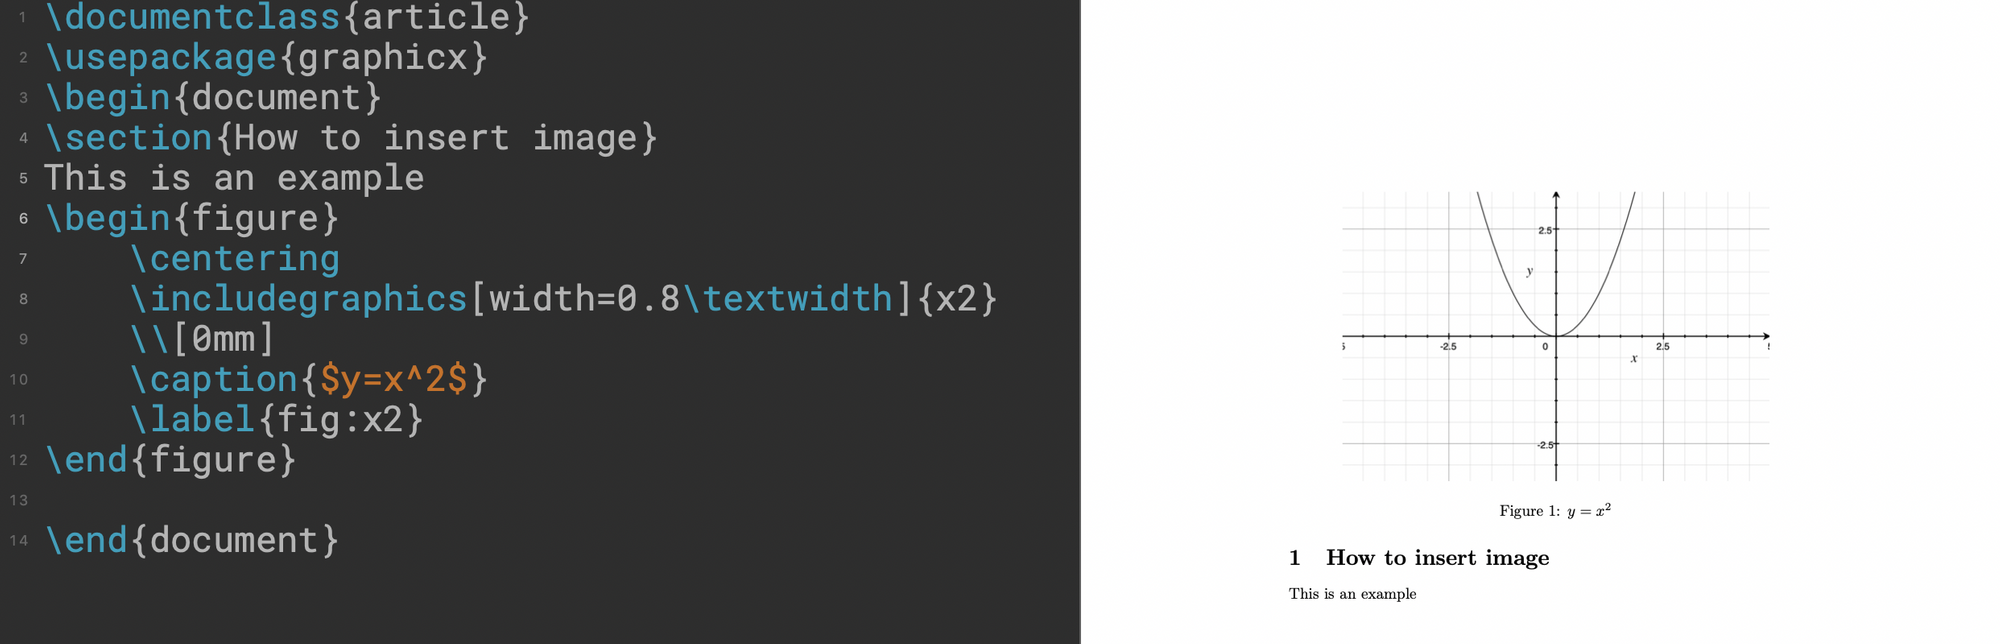 1 \documentclass{article}
2 \usepackage{graphicx}
3 \begin{document}
4 \section{How to insert image}
5 This is an example
6 \begin{figure}
7 \centering
8 \includegraphics[width=0.8\textwidth]{x2}
9 \\[0mm]
10 \caption{$y=x^2$}
11 \label{fig:x2}
12 \end{figure}
13
14 \end{document}
2.5
y
-2.5 0 2.5
x
-2.5
Figure 1: y = x²
1 How to insert image
This is an example